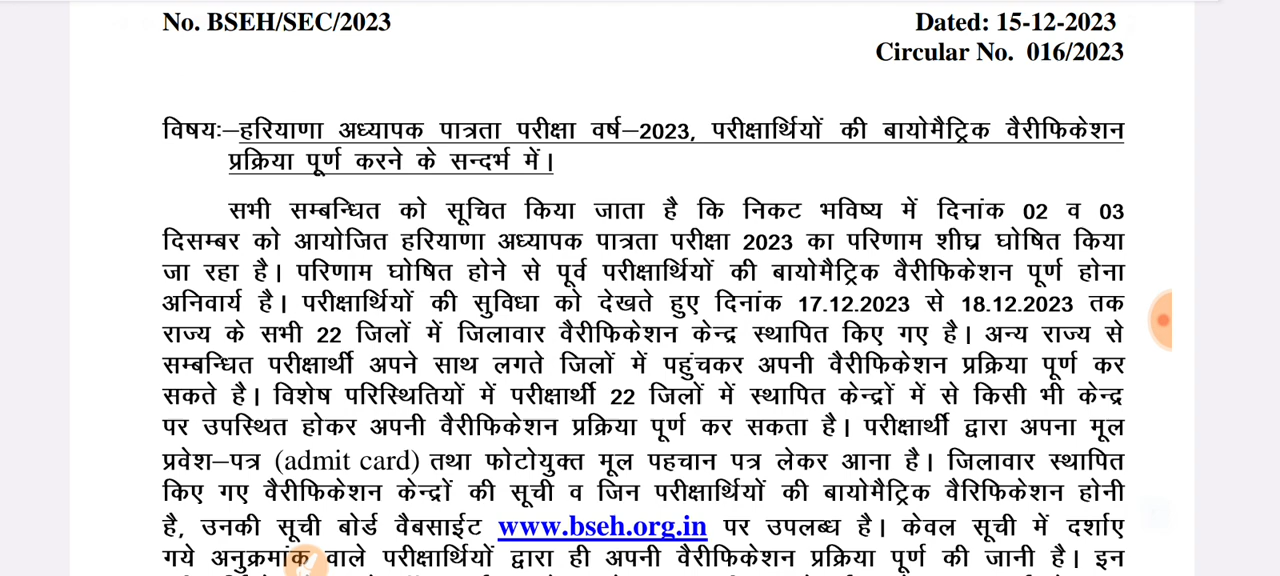 No. BSEH/SEC/2023
Dated: 15-12-2023
Circular No. 016/2023
विषयः–हरियाणा अध्यापक पात्रता परीक्षा वर्ष–2023, परीक्षार्थियों की बायोमैट्रिक वैरीफिकेशन
प्रक्रिया पूर्ण करने के सन्दर्भ में।
सभी सम्बन्धित को सूचित किया जाता है कि निकट भविष्य में दिनांक 02 व 03
दिसम्बर को आयोजित हरियाणा अध्यापक पात्रता परीक्षा 2023 का परिणाम शीघ्र घोषित किया
जा रहा है। परिणाम घोषित होने से पूर्व परीक्षार्थियों की बायोमैट्रिक वैरीफिकेशन पूर्ण होना
अनिवार्य है। परीक्षार्थियों की सुविधा को देखते हुए दिनांक 17.12.2023 से 18.12.2023 तक
राज्य के सभी 22 जिलों में जिलावार वैरीफिकेशन केन्द्र स्थापित किए गए है। अन्य राज्य से
सम्बन्धित परीक्षार्थी अपने साथ लगते जिलों में पहुंचकर अपनी वैरीफिकेशन प्रक्रिया पूर्ण कर
सकते है। विशेष परिस्थितियों में परीक्षार्थी 22 जिलों में स्थापित केन्द्रों में से किसी भी केन्द्र
पर उपस्थित होकर अपनी वैरीफिकेशन प्रक्रिया पूर्ण कर सकता है। परीक्षार्थी द्वारा अपना मूल
प्रवेश–पत्र (admit card) तथा फोटोयुक्त मूल पहचान पत्र लेकर आना है। जिलावार स्थापित
किए गए वैरीफिकेशन केन्द्रों की सूची व जिन परीक्षार्थियों की बायोमैट्रिक वैरिफिकेशन होनी
है, उनकी सूची बोर्ड वैबसाईट www.bseh.org.in पर उपलब्ध है। केवल सूची में दर्शाए
गये अनुक्रमांक वाले परीक्षार्थियों द्वारा ही अपनी वैरीफिकेशन प्रक्रिया पूर्ण की जानी है। इन